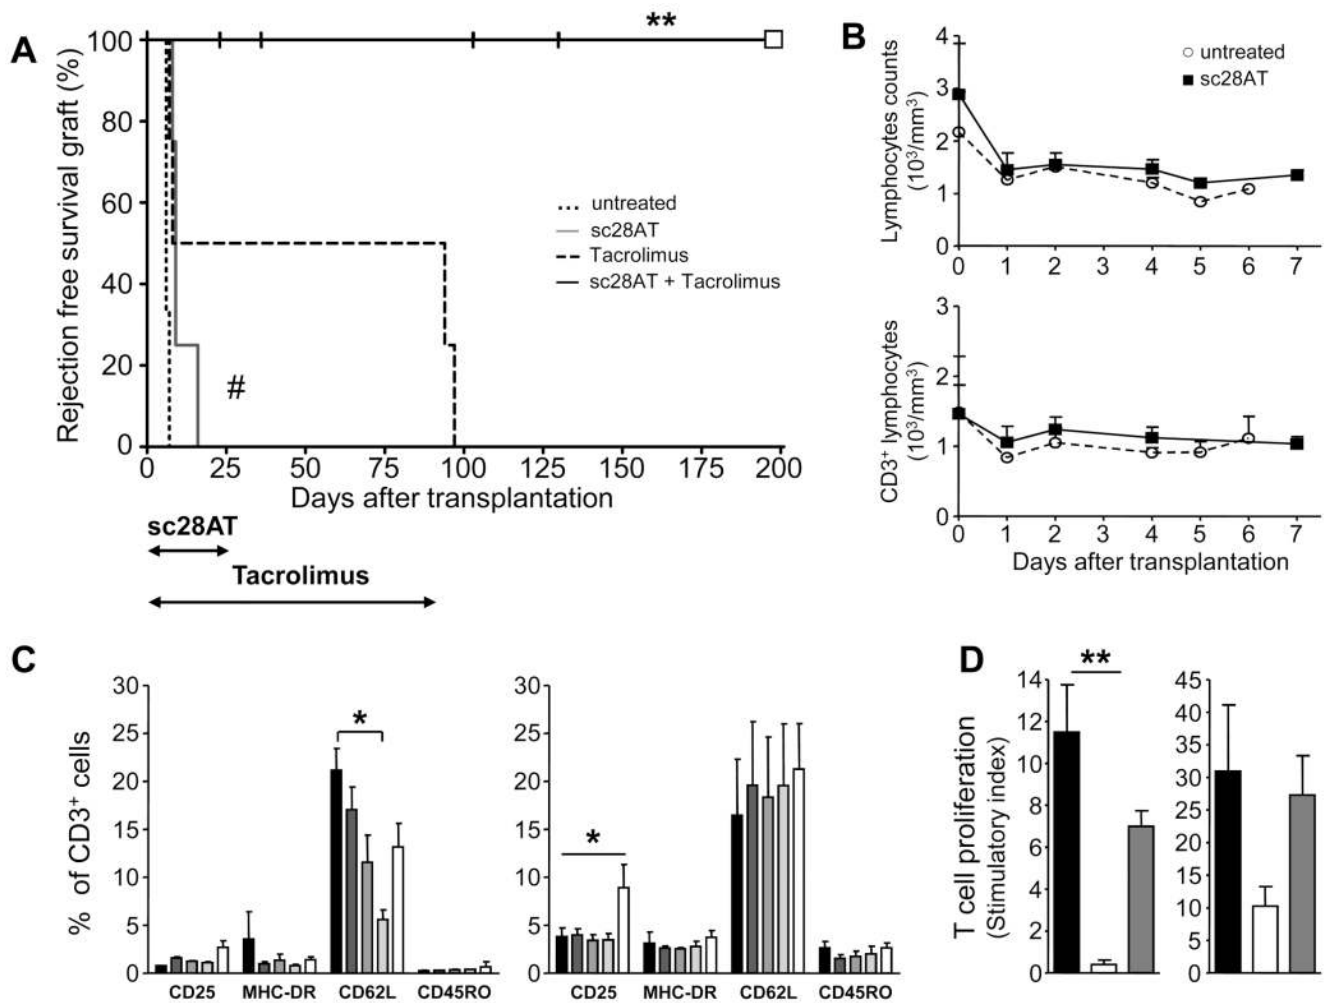 A
**
100
80
60
40
20
0
Rejection free survival graft (%)
untreated
sc28AT
Tacrolimus
sc28AT + Tacrolimus
#
0 25 50 75 100 125 150 175 200
Days after transplantation
sc28AT
Tacrolimus
B
untreated
sc28AT
Lymphocytes counts
(10³/mm³)
4
3
2
1
0
0 1 2 3 4 5 6 7
CD3⁺ lymphocytes
(10³/mm³)
3
2
1
0
0 1 2 3 4 5 6 7
Days after transplantation
C
% of CD3⁺ cells
30
25
20
15
10
5
0
*
CD25 MHC-DR CD62L CD45RO
30
25
20
15
10
5
0
*
CD25 MHC-DR CD62L CD45RO
D
T cell proliferation
(Stimulatory index)
14
12
10
8
6
4
2
0
**
45
40
35
30
25
20
15
10
5
0